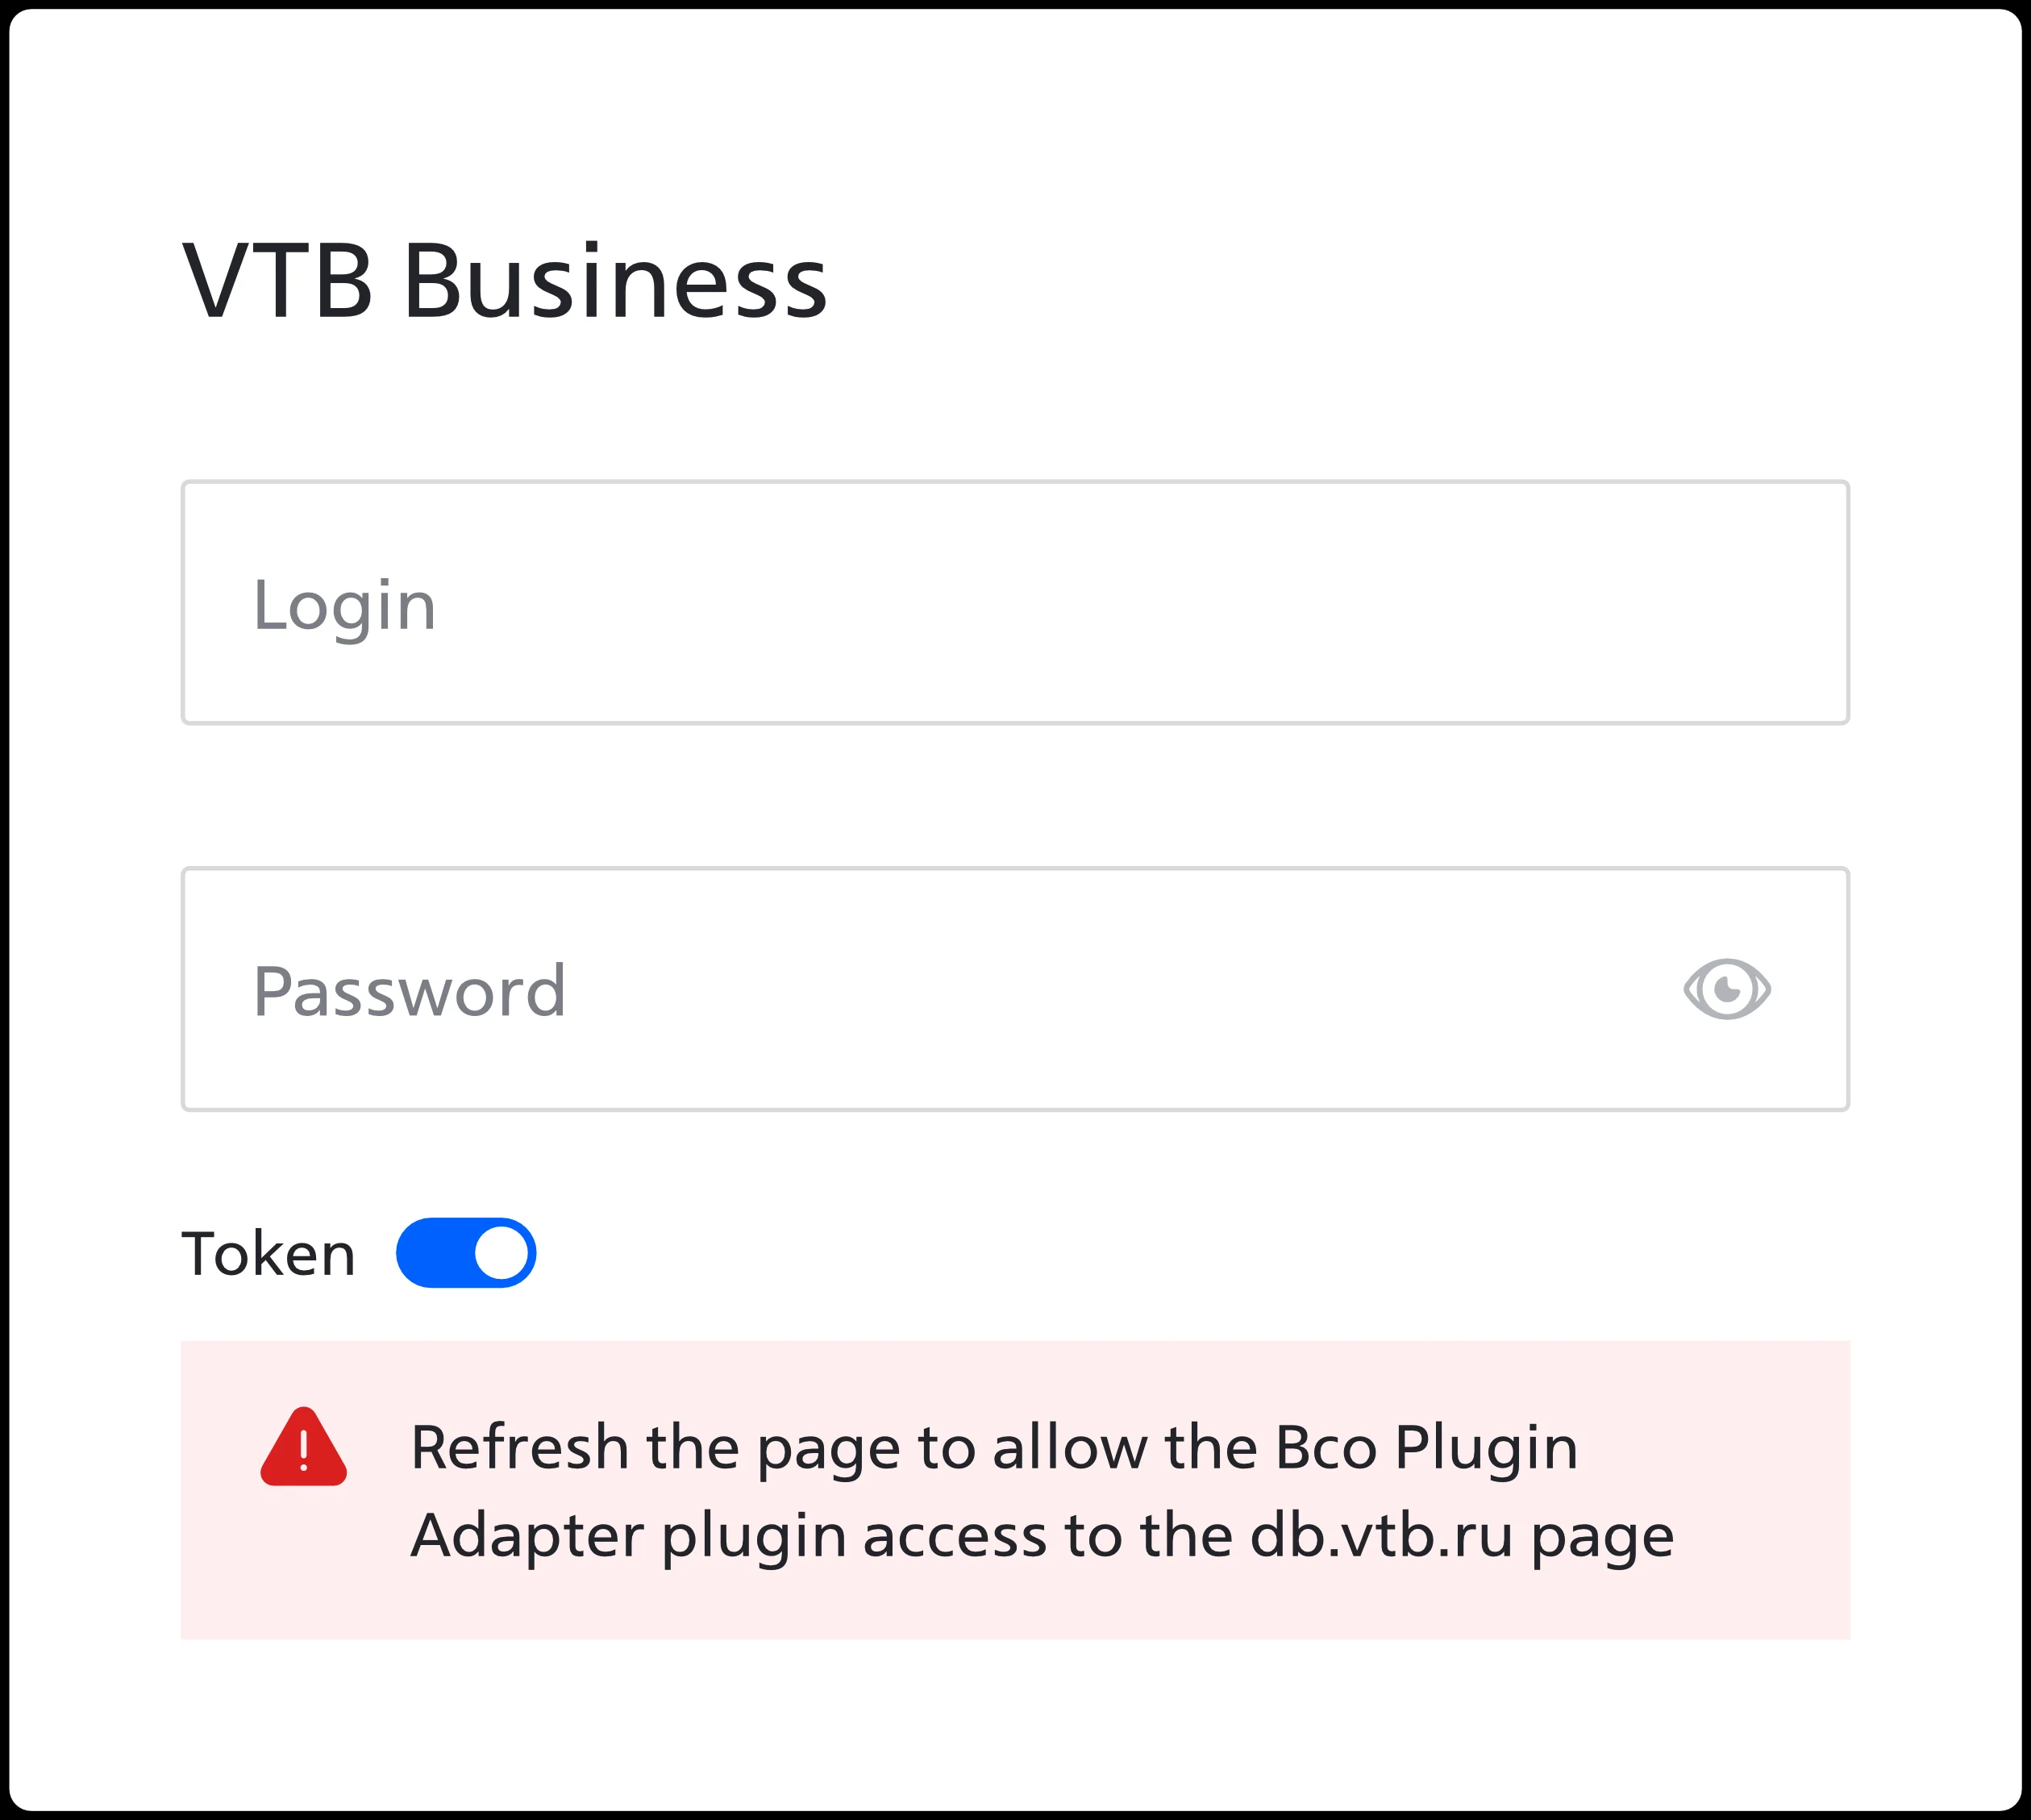 VTB Business
Login
Password
Token
Refresh the page to allow the Bco Plugin
Adapter plugin access to the db.vtb.ru page